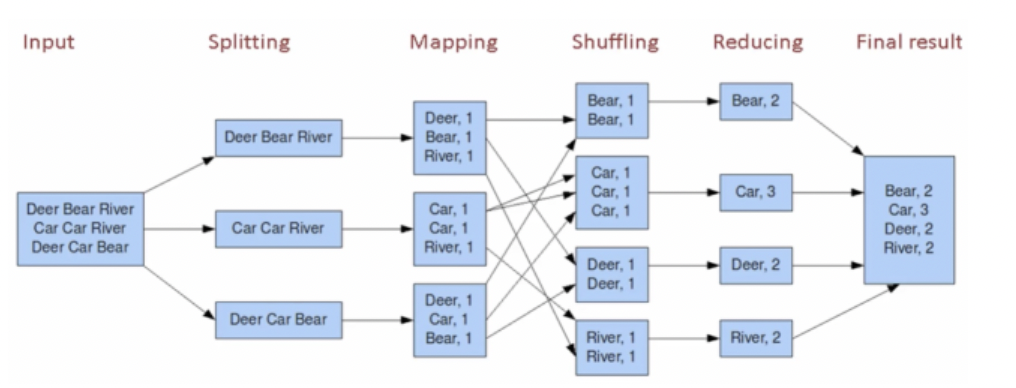 Input
Splitting
Mapping
Shuffling
Reducing
Final result
Deer Bear River
Car Car River
Deer Car Bear
Deer Bear River
Car Car River
Deer Car Bear
Deer, 1
Bear, 1
River, 1
Car, 1
Car, 1
River, 1
Deer, 1
Car, 1
Bear, 1
Bear, 1
Bear, 1
Car, 1
Car, 1
Car, 1
Deer, 1
Deer, 1
River, 1
River, 1
Bear, 2
Car, 3
Deer, 2
River, 2
Bear, 2
Car, 3
Deer, 2
River, 2